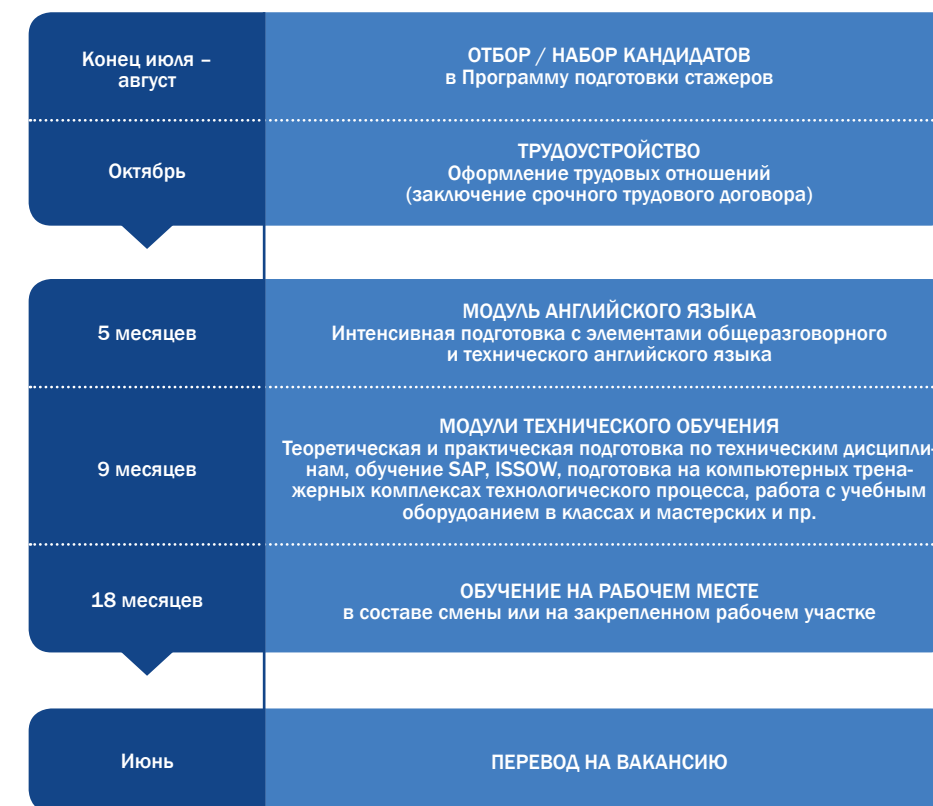 Конец июля –
август
ОТБОР / НАБОР КАНДИДАТОВ
в Программу подготовки стажеров
Октябрь
ТРУДОУСТРОЙСТВО
Оформление трудовых отношений
(заключение срочного трудового договора)
5 месяцев
МОДУЛЬ АНГЛИЙСКОГО ЯЗЫКА
Интенсивная подготовка с элементами общеразговорного
и технического английского языка
9 месяцев
МОДУЛИ ТЕХНИЧЕСКОГО ОБУЧЕНИЯ
Теоретическая и практическая подготовка по техническим дисципли-
нам, обучение SAP, ISSOW, подготовка на компьютерных трена-
жерных комплексах технологического процесса, работа с учебным
оборудоанием в классах и мастерских и пр.
18 месяцев
ОБУЧЕНИЕ НА РАБОЧЕМ МЕСТЕ
в составе смены или на закрепленном рабочем участке
Июнь
ПЕРЕВОД НА ВАКАНСИЮ